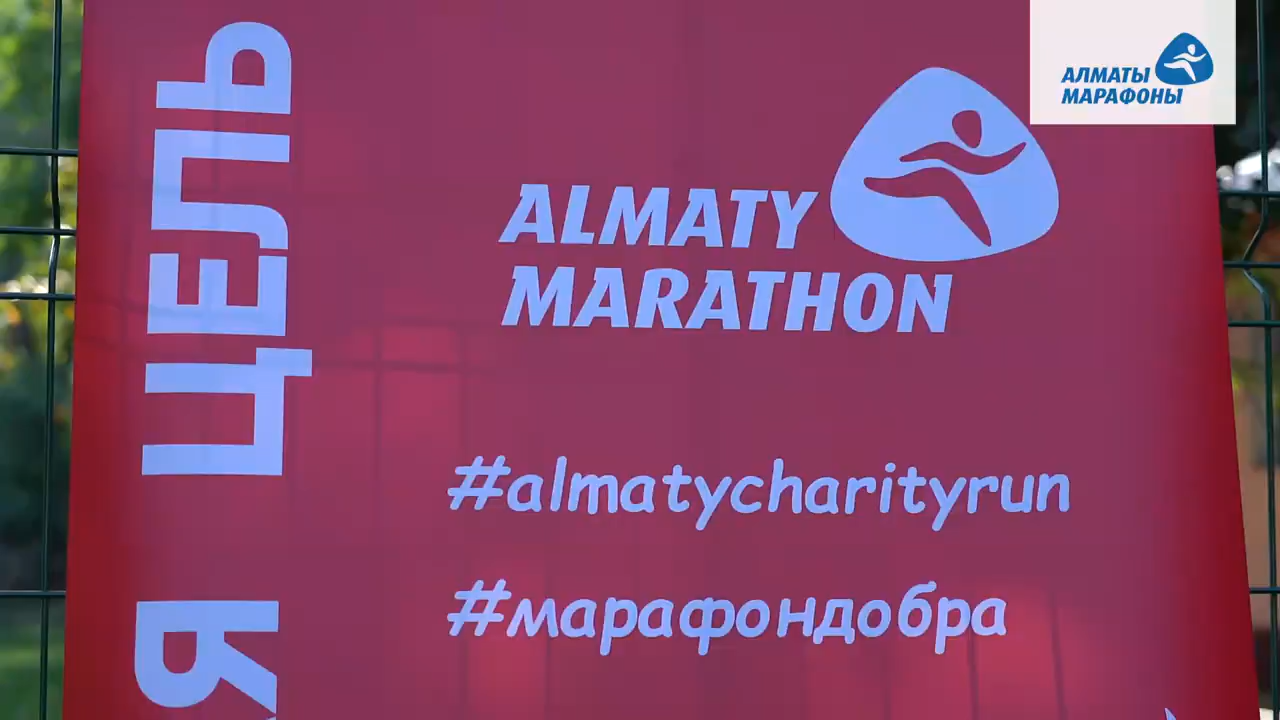 АЛМАТЫ
МАРАФОНЫ
ALMATY
MARATHON
#almatycharityrun
#марафондобра
Я ЦЕЛЬ